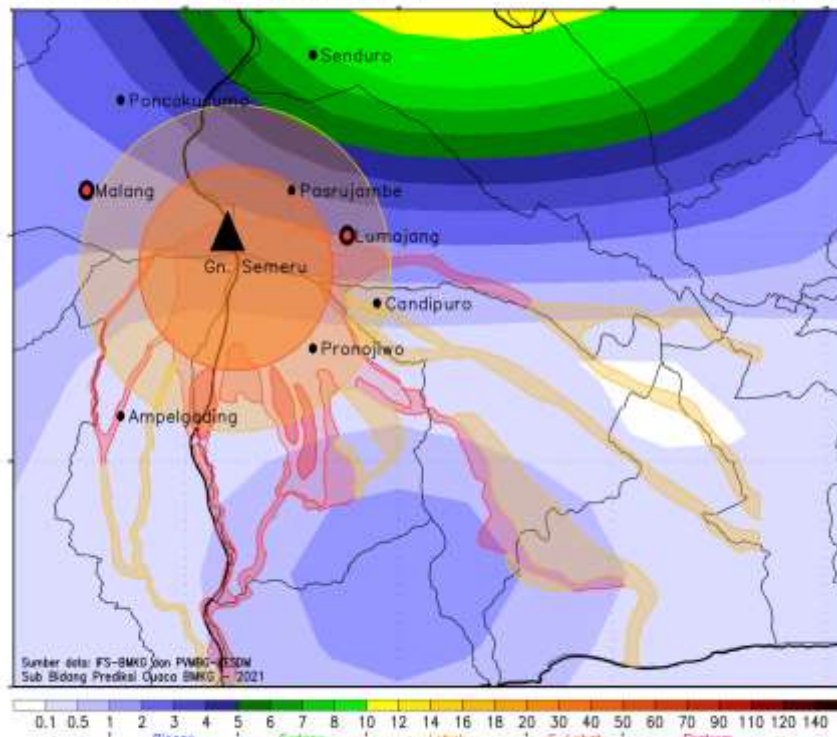 Senduro
Poncokusumo
Malang
Pasrujambe
Lumajang
Gn. Semeru
Candipuro
Pronojiwo
Ampelgading
Sumber data: IFS-BMKG dan PVMBG-KESDM
Sub Bidang Prediksi Cuaca BMKG - 2021
0.1 0.5 1 2 3 4 5 6 7 8 10 12 14 16 18 20 30 40 50 60 70 90 110 120 140